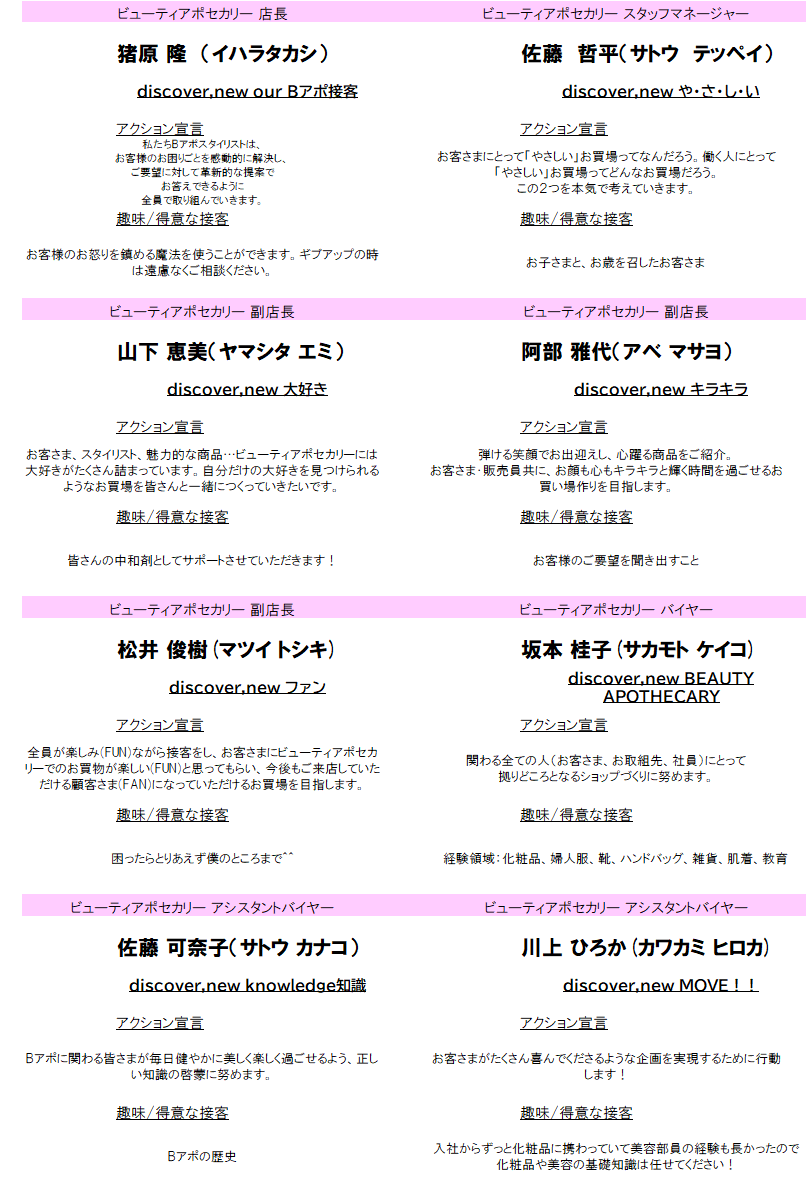 ビューティアポセカリー 店長
猪原 隆 （イハラタカシ）
discover,new our Bアポ接客
アクション宣言
私たちBアポスタイリストは、
お客様のお困りごとを感動的に解決し、
ご要望に対して革新的な提案で
お答えできるように
全員で取り組んでいきます。
趣味/得意な接客
お客様のお怒りを鎮める魔法を使うことができます。ギブアップの時
は遠慮なくご相談ください。
ビューティアポセカリー スタッフマネージャー
佐藤 哲平（サトウ テッペイ）
discover,new や・さ・し・い
アクション宣言
お客さまにとって「やさしい」お買場ってなんだろう。働く人にとって
「やさしい」お買場ってどんなお買場だろう。
この２つを本気で考えていきます。
趣味/得意な接客
お子さまと、お歳を召したお客さま
ビューティアポセカリー 副店長
山下 恵美（ヤマシタ エミ）
discover,new 大好き
アクション宣言
お客さま、スタイリスト、魅力的な商品…ビューティアポセカリーには
大好きがたくさん詰まっています。自分だけの大好きを見つけられる
ようなお買場を皆さんと一緒につくっていきたいです。
趣味/得意な接客
皆さんの中和剤としてサポートさせていただきます！
ビューティアポセカリー 副店長
阿部 雅代（アベ マサヨ）
discover,new キラキラ
アクション宣言
弾ける笑顔でお出迎えし、心躍る商品をご紹介。
お客さま・販売員共に、お顔も心もキラキラと輝く時間を過ごせるお
買い場作りを目指します。
趣味/得意な接客
お客様のご要望を聞き出すこと
ビューティアポセカリー 副店長
松井 俊樹(マツイトシキ)
discover,new ファン
アクション宣言
全員が楽しみ(FUN)ながら接客をし、お客さまにビューティアポセカ
リーでのお買物が楽しい(FUN)と思ってもらい、今後もご来店していた
だける顧客さま(FAN)になっていただけるお買場を目指します。
趣味/得意な接客
困ったらとりあえず僕のところまで^^
ビューティアポセカリー バイヤー
坂本 桂子(サカモト ケイコ)
discover,new BEAUTY
APOTHECARY
アクション宣言
関わる全ての人（お客さま、お取組先、社員）にとって
拠りどころとなるショップづくりに努めます。
趣味/得意な接客
経験領域：化粧品、婦人服、靴、ハンドバッグ、雑貨、肌着、教育
ビューティアポセカリー アシスタントバイヤー
佐藤 可奈子（サトウ カナコ）
discover,new knowledge知識
アクション宣言
Bアポに関わる皆さまが毎日健やかに美しく楽しく過ごせるよう、正し
い知識の啓蒙に努めます。
趣味/得意な接客
Bアポの歴史
ビューティアポセカリー アシスタントバイヤー
川上 ひろか(カワカミ ヒロカ)
discover,new MOVE！！
アクション宣言
お客さまがたくさん喜んでくださるような企画を実現するために行動
します！
趣味/得意な接客
入社からずっと化粧品に携わっていて美容部員の経験も長かったので
化粧品や美容の基礎知識は任せてください！